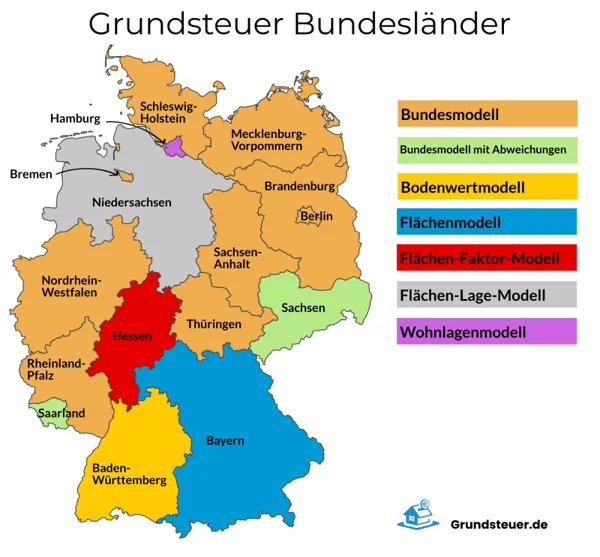 Grundsteuer Bundesländer
Schleswig-
Holstein
Hamburg
Mecklenburg-
Vorpommern
Bremen
Brandenburg
Niedersachsen
Berlin
Sachsen-
Anhalt
Nordrhein-
Westfalen
Sachsen
Thüringen
Hessen
Rheinland-
Pfalz
Saarland
Bayern
Baden-
Württemberg
Bundesmodell
Bundesmodell mit Abweichungen
Bodenwertmodell
Flächenmodell
Flächen-Faktor-Modell
Flächen-Lage-Modell
Wohnlagenmodell
Grundsteuer.de